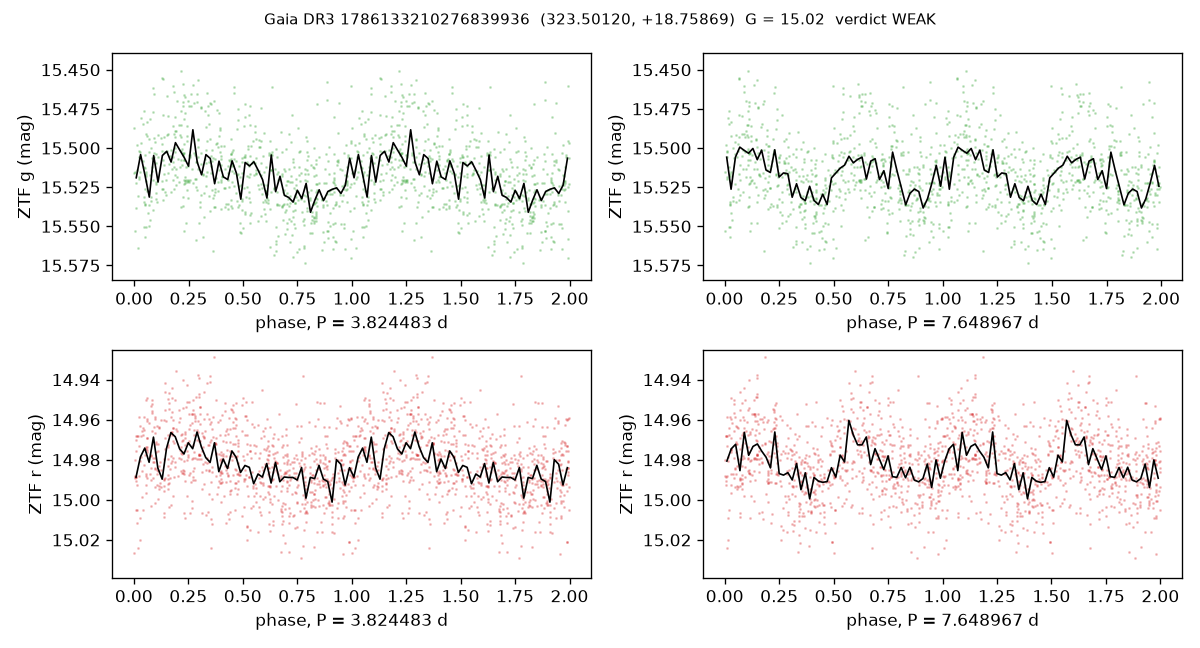 Gaia DR3 1786133210276839936 (323.50120, +18.75869) G = 15.02 verdict WEAK
ZTF g (mag)
15.450
15.475
15.500
15.525
15.550
15.575
0.00 0.25 0.50 0.75 1.00 1.25 1.50 1.75 2.00
phase, P = 3.824483 d
ZTF g (mag)
15.450
15.475
15.500
15.525
15.550
15.575
0.00 0.25 0.50 0.75 1.00 1.25 1.50 1.75 2.00
phase, P = 7.648967 d
ZTF r (mag)
14.94
14.96
14.98
15.00
15.02
0.00 0.25 0.50 0.75 1.00 1.25 1.50 1.75 2.00
phase, P = 3.824483 d
ZTF r (mag)
14.94
14.96
14.98
15.00
15.02
0.00 0.25 0.50 0.75 1.00 1.25 1.50 1.75 2.00
phase, P = 7.648967 d